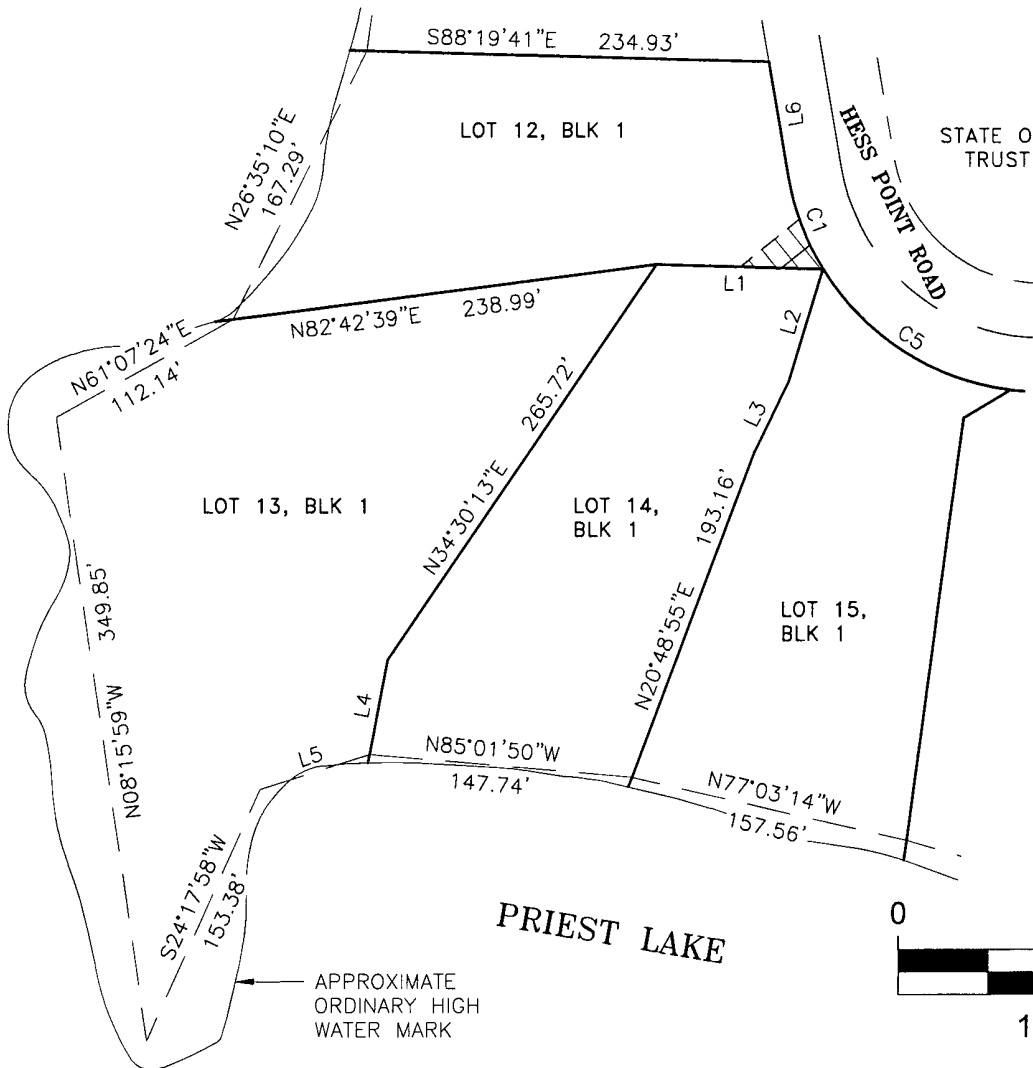 S88°19'41"E 234.93'
LOT 12, BLK 1
L6
HESS POINT ROAD
STATE O
TRUST
N26°35'10"E
167.29'
C1
L1
N82°42'39"E 238.99'
L2
C5
N61°07'24"E
112.14'
N34°30'13"E 265.72'
L3
LOT 13, BLK 1
LOT 14,
BLK 1
N20°48'55"E 193.16'
LOT 15,
BLK 1
N08°15'59"W 349.85'
L4
L5
N85°01'50"W
147.74'
N77°03'14"W
157.56'
S24°17'58"W
153.38'
PRIEST LAKE
0
1
APPROXIMATE
ORDINARY HIGH
WATER MARK